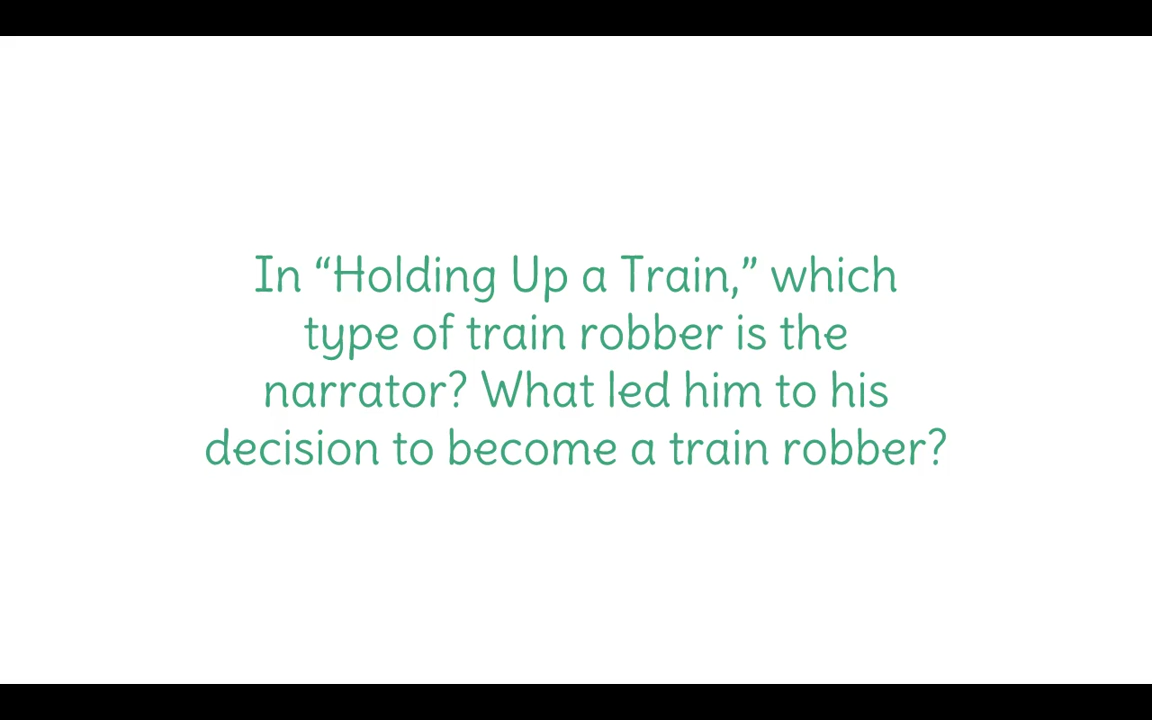 In “Holding Up a Train,” which
type of train robber is the
narrator? What led him to his
decision to become a train robber?